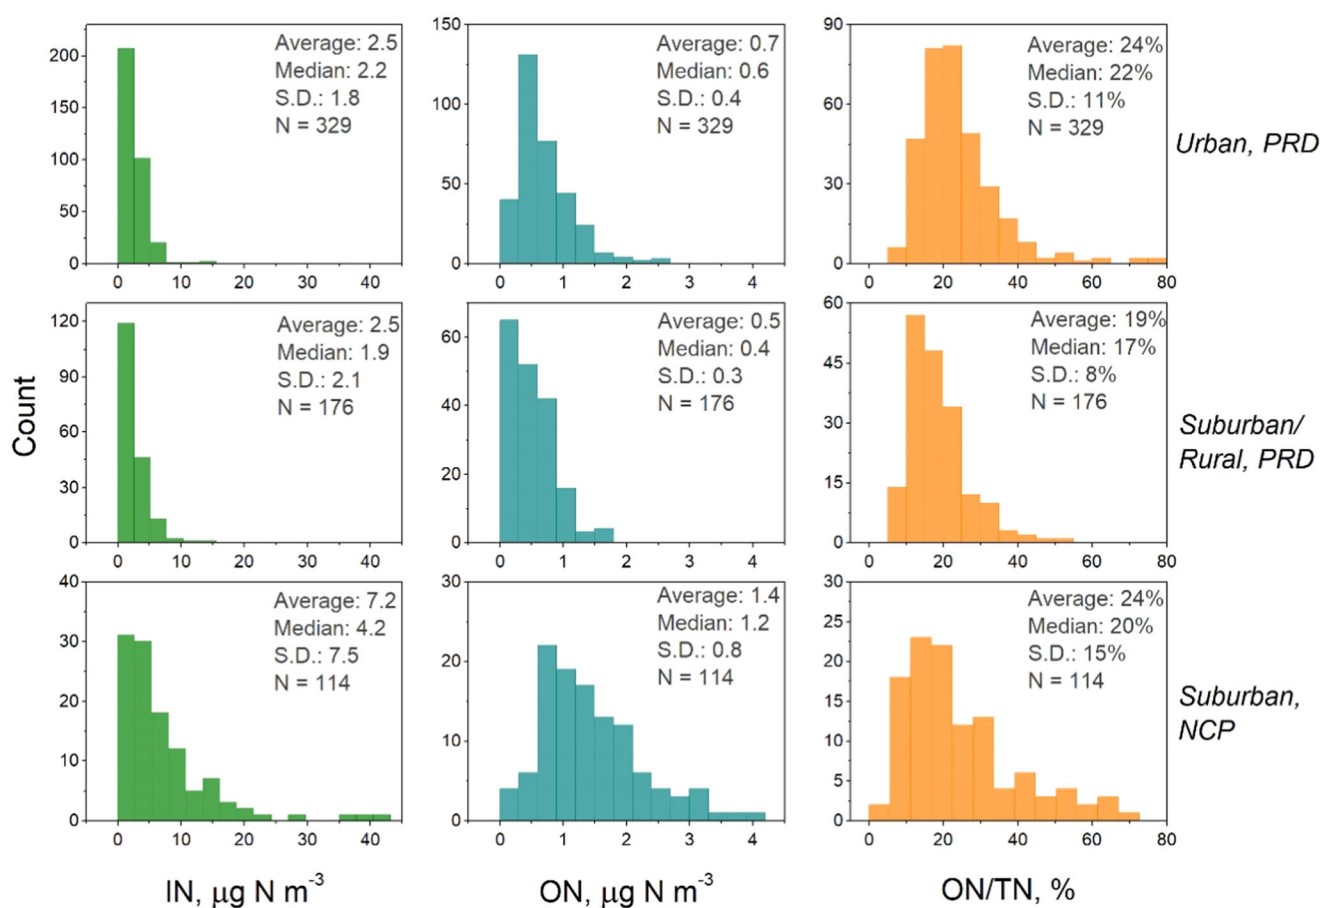 200
150
100
50
0
0 10 20 30 40
Average: 2.5
Median: 2.2
S.D.: 1.8
N = 329
150
100
50
0
0 1 2 3 4
Average: 0.7
Median: 0.6
S.D.: 0.4
N = 329
90
60
30
0
0 20 40 60 80
Average: 24%
Median: 22%
S.D.: 11%
N = 329
Urban, PRD
Count
120
90
60
30
0
0 10 20 30 40
Average: 2.5
Median: 1.9
S.D.: 2.1
N = 176
60
40
20
0
0 1 2 3 4
Average: 0.5
Median: 0.4
S.D.: 0.3
N = 176
60
45
30
15
0
0 20 40 60 80
Average: 19%
Median: 17%
S.D.: 8%
N = 176
Suburban/
Rural, PRD
40
30
20
10
0
0 10 20 30 40
Average: 7.2
Median: 4.2
S.D.: 7.5
N = 114
30
20
10
0
0 1 2 3 4
Average: 1.4
Median: 1.2
S.D.: 0.8
N = 114
30
25
20
15
10
5
0
0 20 40 60 80
Average: 24%
Median: 20%
S.D.: 15%
N = 114
Suburban,
NCP
IN, μg N m⁻³
ON, μg N m⁻³
ON/TN, %